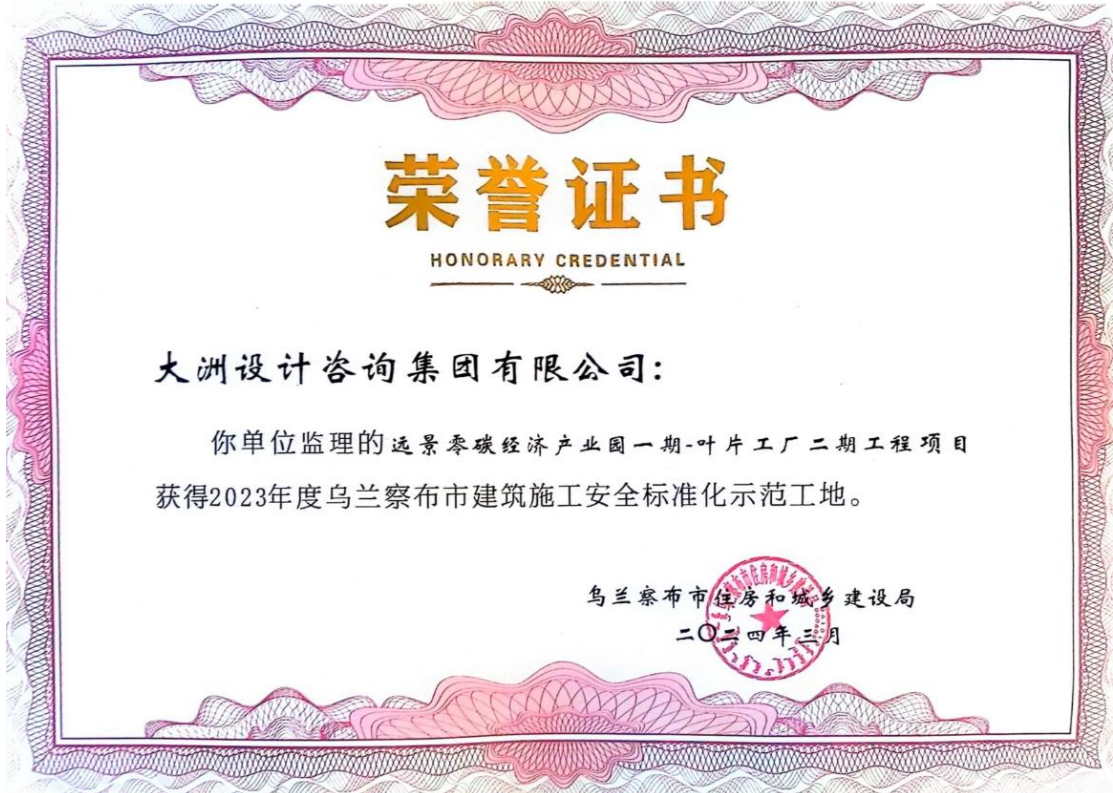 荣誉证书
HONORARY CREDENTIAL
大洲设计咨询集团有限公司:
你单位监理的远景零碳经济产业园一期-叶片工厂二期工程项目
获得2023年度乌兰察布市建筑施工安全标准化示范工地。
乌兰察布市住房和城乡建设局
二〇二四年三月